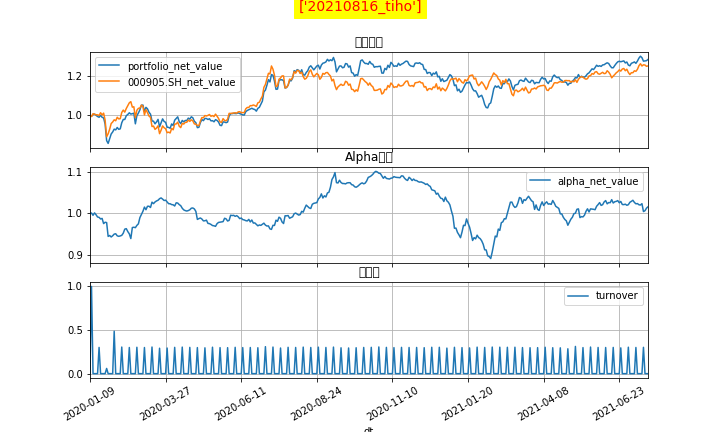 ['20210816_tiho']
portfolio_net_value
000905.SH_net_value
1.2
1.0
Alpha
alpha_net_value
1.1
1.0
0.9
turnover
1.0
0.5
0.0
2020-01-09
2020-03-27
2020-06-11
2020-08-24
2020-11-10
2021-01-20
2021-04-08
2021-06-23
dt